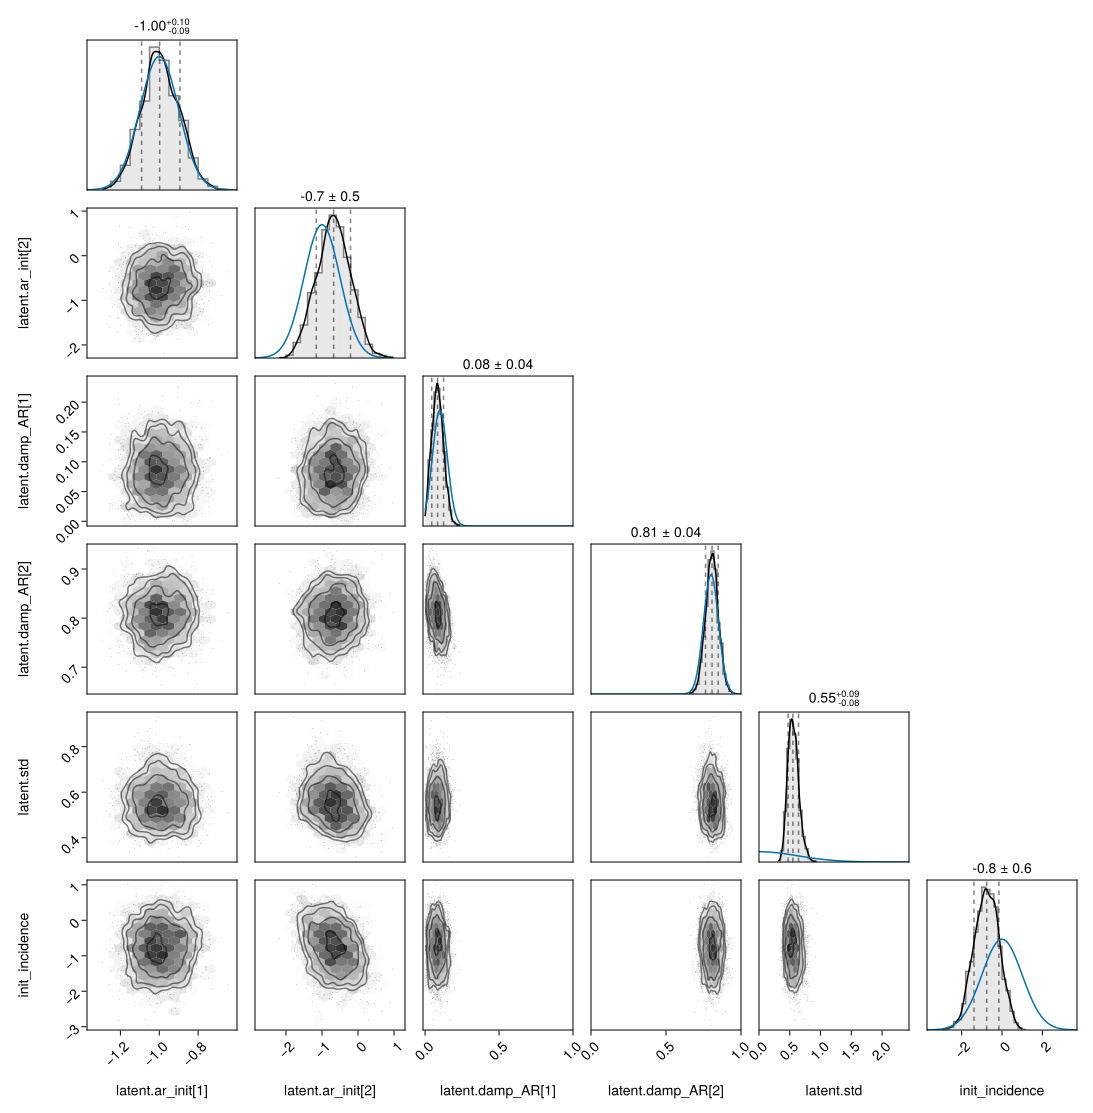 -1.00+0.10-0.09
-0.7 ± 0.5
1
0
−1
−2
latent.ar_init[2]
0.08 ± 0.04
0.20
0.15
0.10
0.05
0.00
latent.damp_AR[1]
0.81 ± 0.04
0.9
0.8
0.7
latent.damp_AR[2]
0.55+0.09-0.08
0.8
0.6
0.4
latent.std
-0.8 ± 0.6
1
0
−1
−2
−3
init_incidence
−1.2 −1.0 −0.8
−2 −1 0 1
0.0 0.5 1.0
0.0 0.5 1.0
0.0 0.5 1.0 1.5 2.0
−2 0 2
latent.ar_init[1] latent.ar_init[2] latent.damp_AR[1] latent.damp_AR[2] latent.std init_incidence